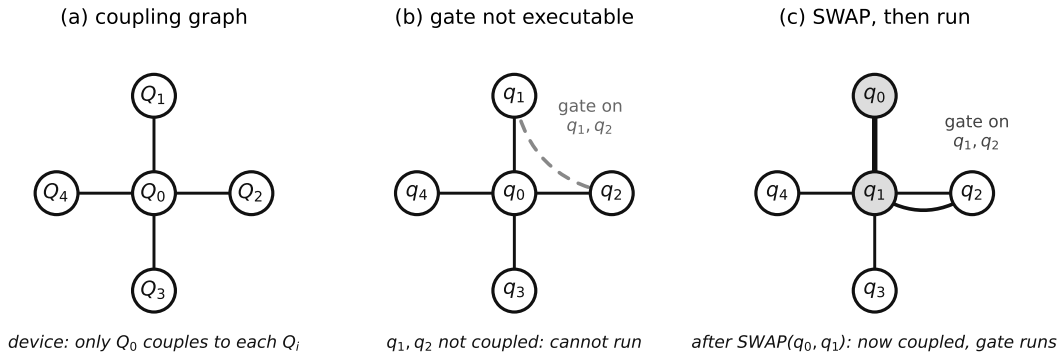 (a) coupling graph
Q₁
Q₄
Q₀
Q₂
Q₃
device: only Q₀ couples to each Qᵢ
(b) gate not executable
q₁
gate on
q₁, q₂
q₄
q₀
q₂
q₃
q₁, q₂ not coupled: cannot run
(c) SWAP, then run
q₀
gate on
q₁, q₂
q₄
q₁
q₂
q₃
after SWAP(q₀, q₁): now coupled, gate runs